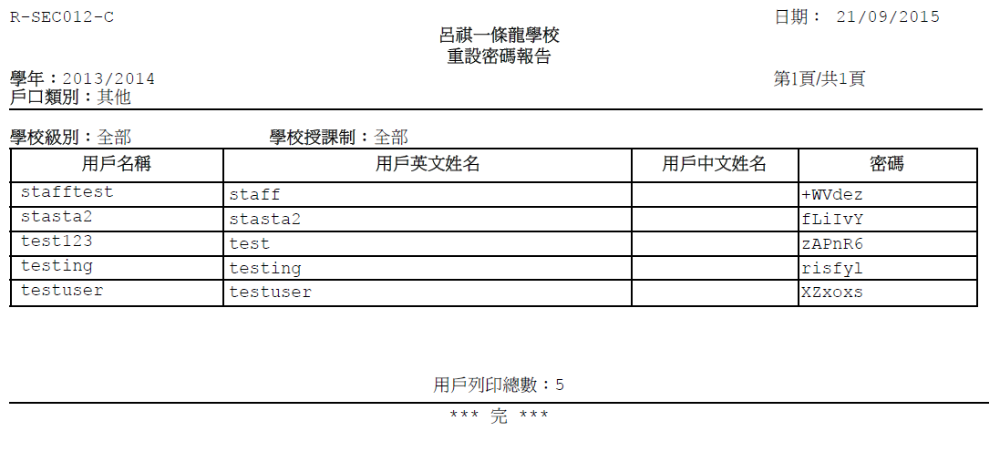 R-SEC012-C 日期： 21/09/2015
呂祺一條龍學校
重設密碼報告
學年：2013/2014 第1頁/共1頁
戶口類別：其他
學校級別：全部 學校授課制：全部
用戶名稱 用戶英文姓名 用戶中文姓名 密碼
stafftest staff +WVdez
stasta2 stasta2 fLiIvY
test123 test zAPnR6
testing testing risfyl
testuser testuser XZxoxs
用戶列印總數：5
*** 完 ***